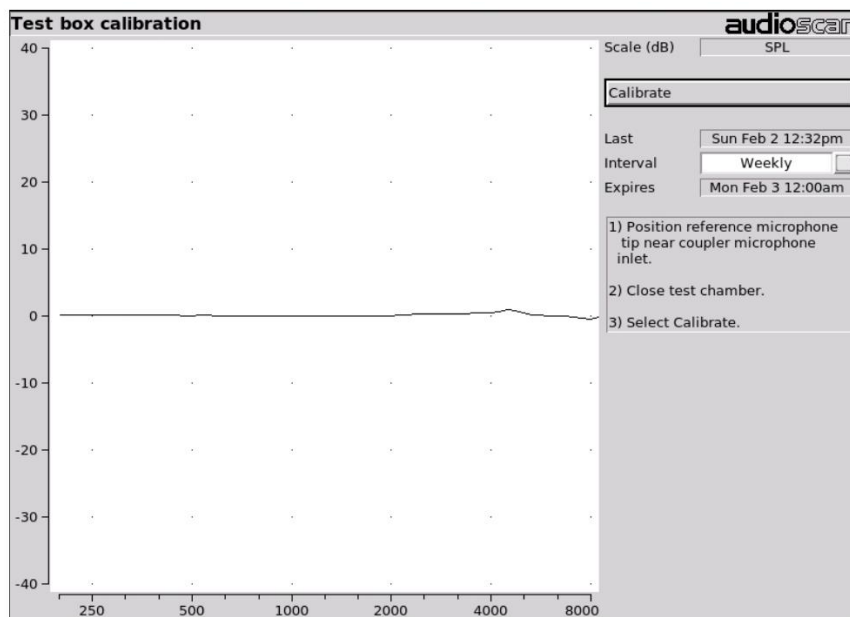 Test box calibration
audioscan
Scale (dB) SPL
Calibrate
Last Sun Feb 2 12:32pm
Interval Weekly
Expires Mon Feb 3 12:00am
1) Position reference microphone
tip near coupler microphone
inlet.
2) Close test chamber.
3) Select Calibrate.
40
30
20
10
0
-10
-20
-30
-40
250 500 1000 2000 4000 8000